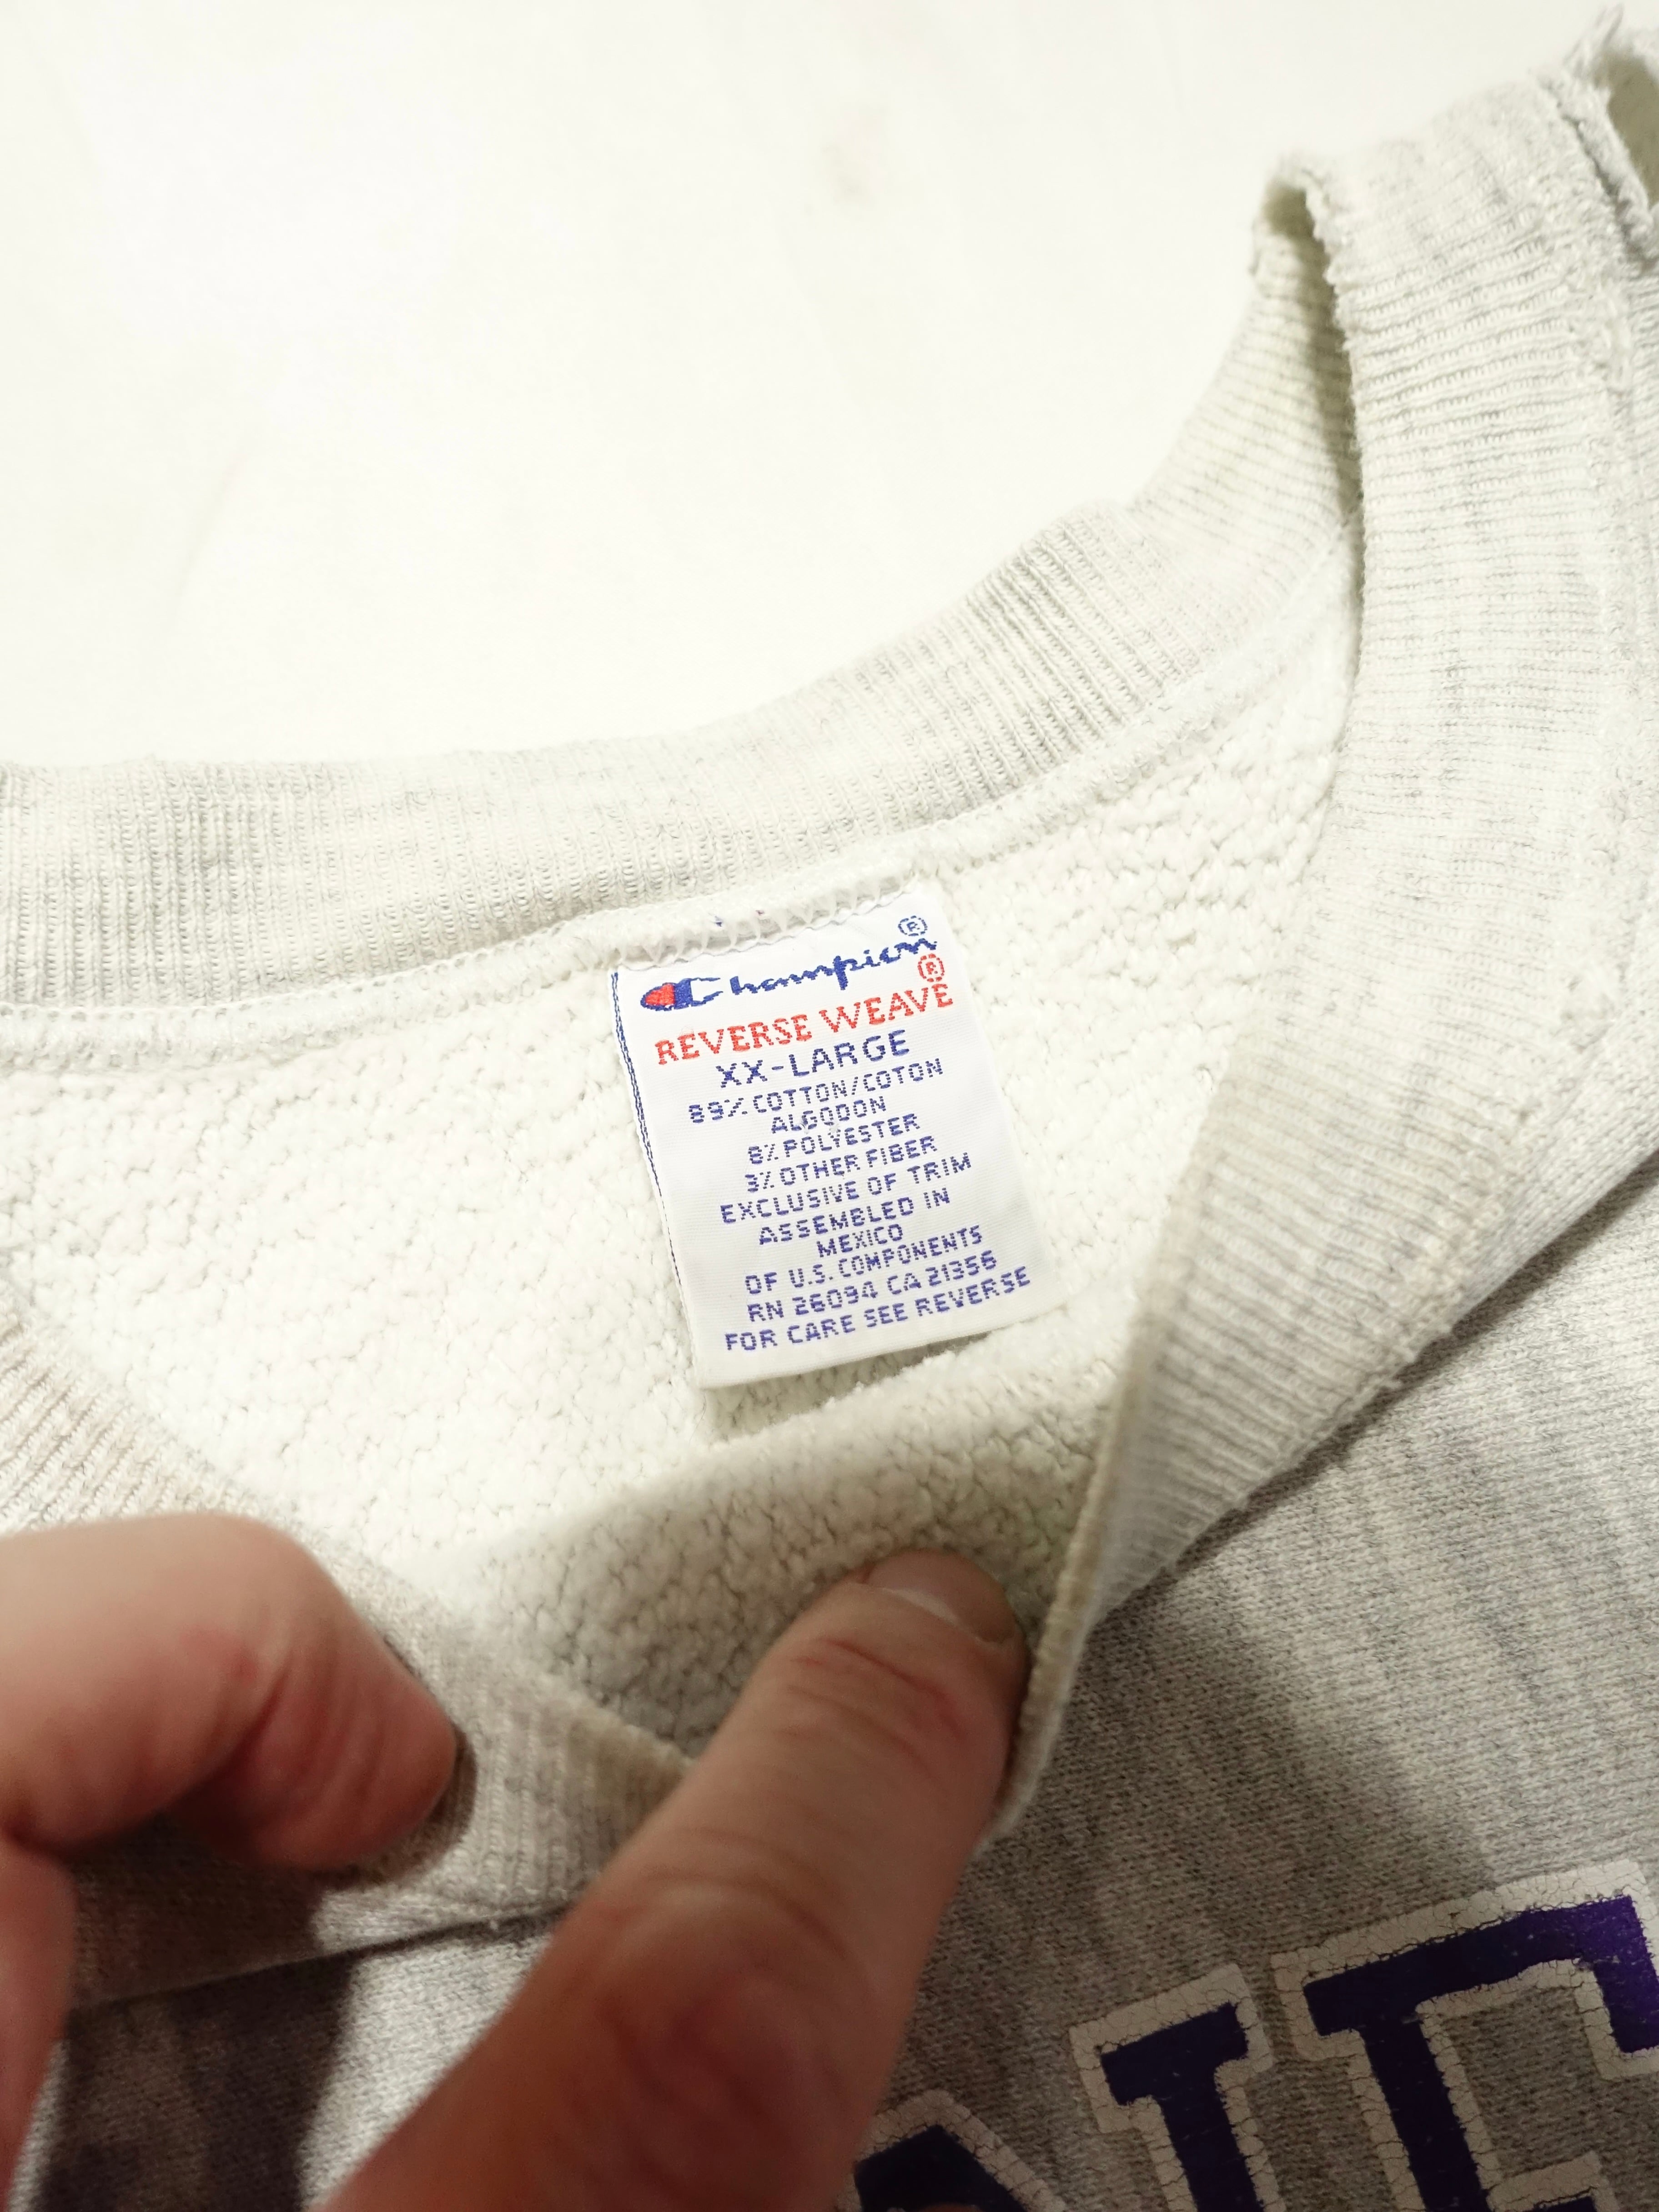 Champion®
REVERSE WEAVE®
XX-LARGE
89% COTTON/COTON
ALGODON
8% POLYESTER
3% OTHER FIBER
EXCLUSIVE OF TRIM
ASSEMBLED IN
MEXICO
OF U.S. COMPONENTS
RN 26094 CA 21356
FOR CARE SEE REVERSE